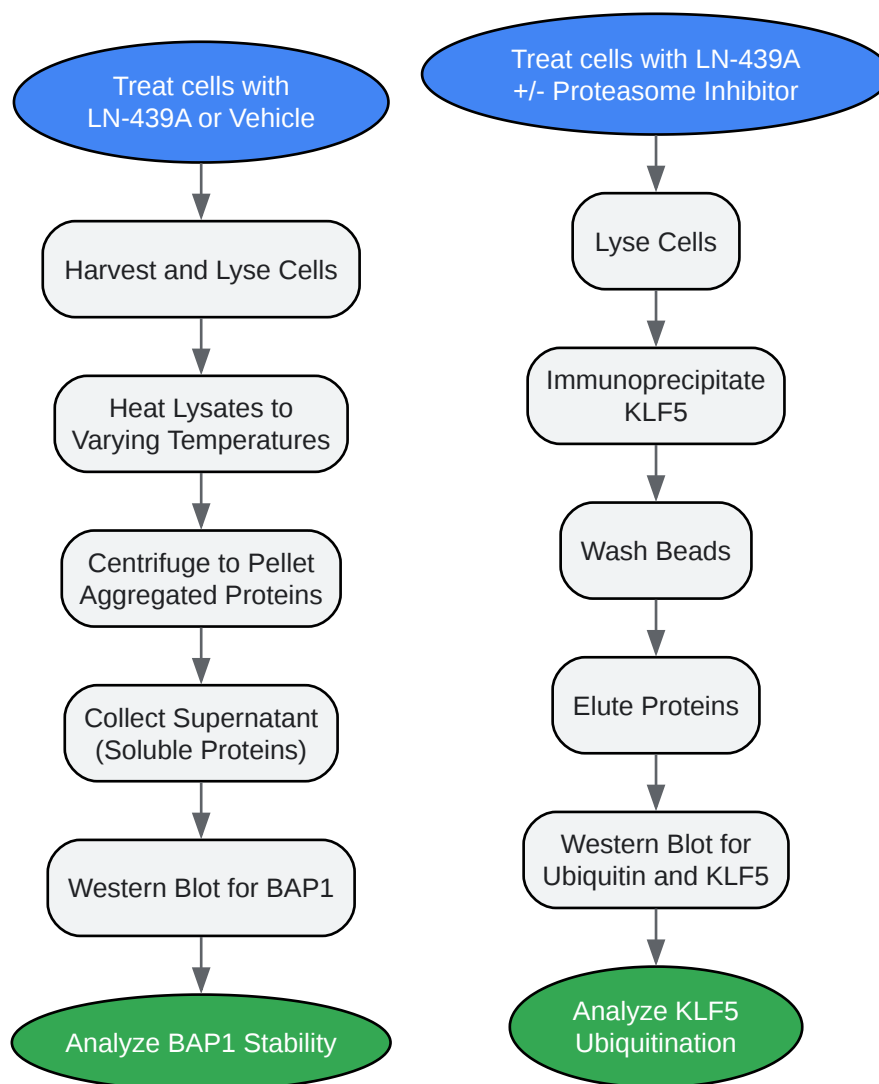 Treat cells with
LN-439A or Vehicle
Harvest and Lyse Cells
Heat Lysates to
Varying Temperatures
Centrifuge to Pellet
Aggregated Proteins
Collect Supernatant
(Soluble Proteins)
Western Blot for BAP1
Analyze BAP1 Stability
Treat cells with LN-439A
+/- Proteasome Inhibitor
Lyse Cells
Immunoprecipitate
KLF5
Wash Beads
Elute Proteins
Western Blot for
Ubiquitin and KLF5
Analyze KLF5
Ubiquitination